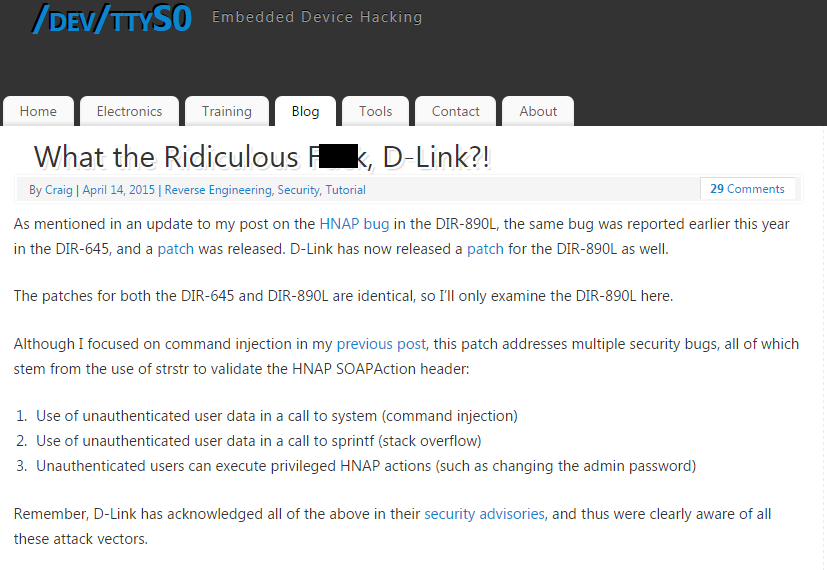 /DEV/TTYS0
Embedded Device Hacking
Home
Electronics
Training
Blog
Tools
Contact
About
What the Ridiculous F k, D-Link?!
By Craig | April 14, 2015 | Reverse Engineering, Security, Tutorial
29 Comments
As mentioned in an update to my post on the HNAP bug in the DIR-890L, the same bug was reported earlier this year
in the DIR-645, and a patch was released. D-Link has now released a patch for the DIR-890L as well.
The patches for both the DIR-645 and DIR-890L are identical, so I'll only examine the DIR-890L here.
Although I focused on command injection in my previous post, this patch addresses multiple security bugs, all of which
stem from the use of strstr to validate the HNAP SOAPAction header:
1. Use of unauthenticated user data in a call to system (command injection)
2. Use of unauthenticated user data in a call to sprintf (stack overflow)
3. Unauthenticated users can execute privileged HNAP actions (such as changing the admin password)
Remember, D-Link has acknowledged all of the above in their security advisories, and thus were clearly aware of all
these attack vectors.